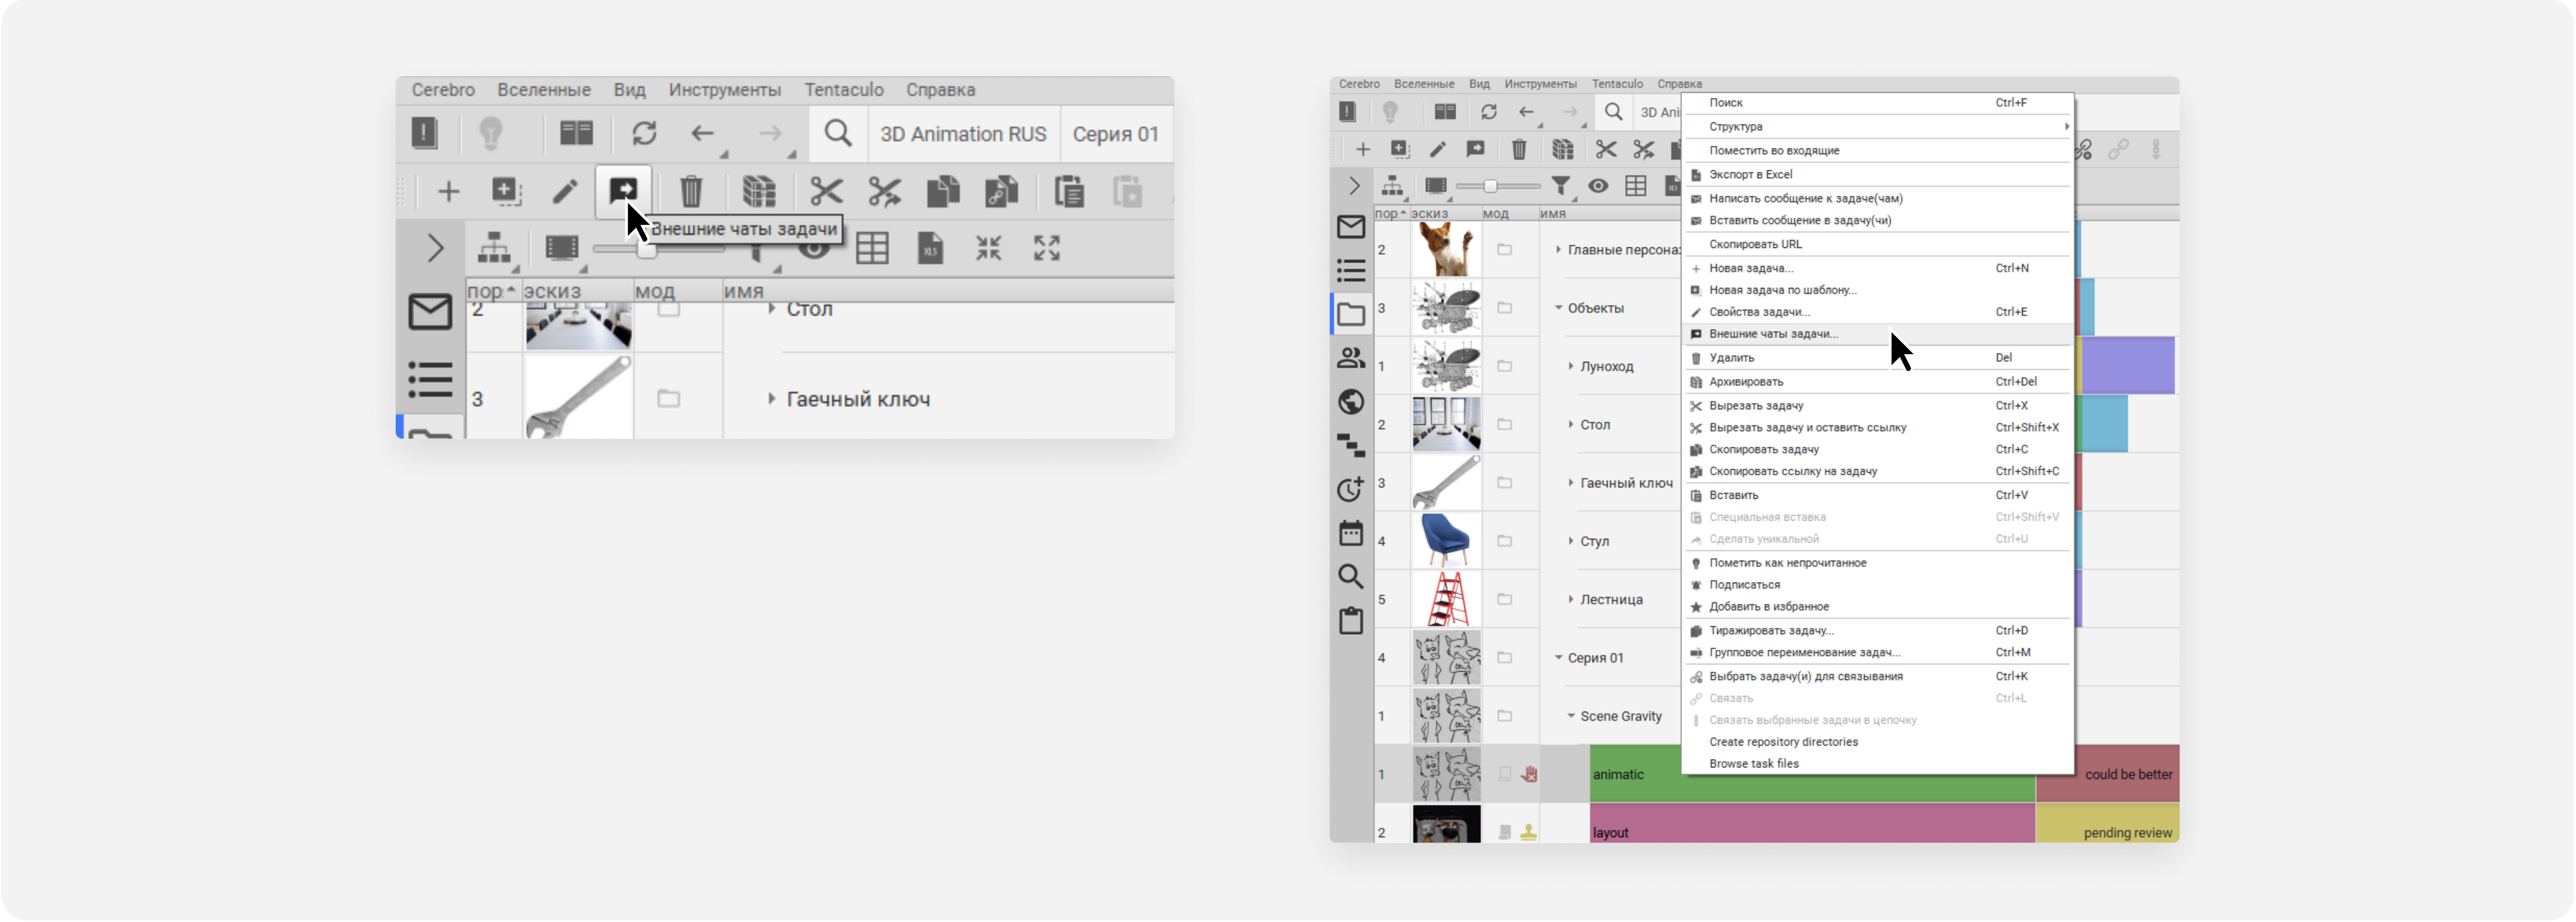 Cerebro Вселенные Вид Инструменты Tentaculo Справка
3D Animation RUS Серия 01
Внешние чаты задачи
XLS
пор эскиз мод имя
2 Стол
3 Гаечный ключ
Cerebro Вселенные Вид Инструменты Tentaculo Справка
3D Ani
XLS
пор эскиз мод имя
2 Главные персона
3 Объекты
1 Луноход
2 Стол
3 Гаечный ключ
4 Стул
5 Лестница
4 Серия 01
1 Scene Gravity
1 animatic could be better
2 layout pending review
Поиск Ctrl+F
Структура
Поместить во входящие
Экспорт в Excel
Написать сообщение к задаче(чам)
Вставить сообщение в задачу(чи)
Скопировать URL
Новая задача... Ctrl+N
Новая задача по шаблону...
Свойства задачи... Ctrl+E
Внешние чаты задачи...
Удалить Del
Архивировать Ctrl+Del
Вырезать задачу Ctrl+X
Вырезать задачу и оставить ссылку Ctrl+Shift+X
Скопировать задачу Ctrl+C
Скопировать ссылку на задачу Ctrl+Shift+C
Вставить Ctrl+V
Специальная вставка Ctrl+Shift+V
Сделать уникальной Ctrl+U
Пометить как непрочитанное
Подписаться
Добавить в избранное
Тиражировать задачу... Ctrl+D
Групповое переименование задач... Ctrl+M
Выбрать задачу(и) для связывания Ctrl+K
Связать Ctrl+L
Связать выбранные задачи в цепочку
Create repository directories
Browse task files